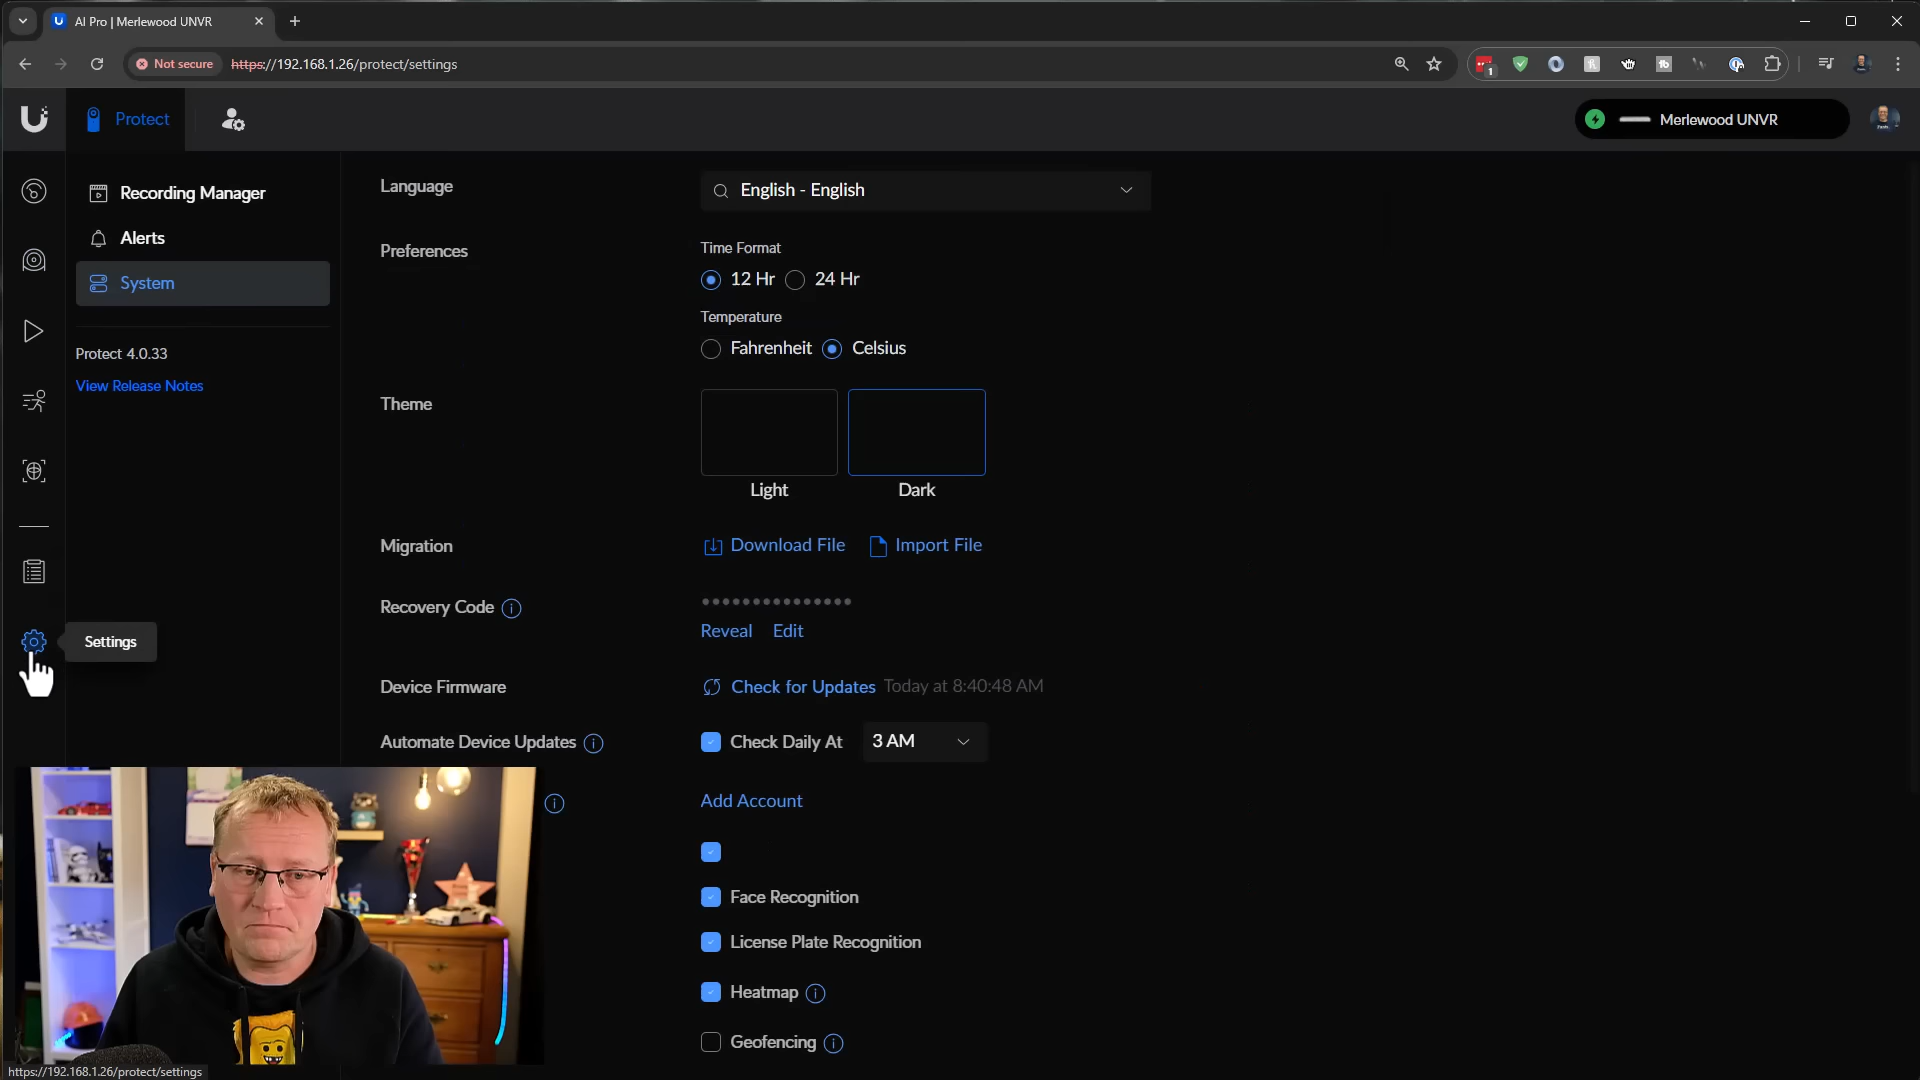 AI Pro | Merlewood UNVR
Not secure
https://192.168.1.26/protect/settings
1
Protect
Merlewood UNVR
Recording Manager
Alerts
System
Protect 4.0.33
View Release Notes
Settings
Language
English - English
Preferences
Time Format
12 Hr
24 Hr
Temperature
Fahrenheit
Celsius
Theme
Light
Dark
Migration
Download File
Import File
Recovery Code
Reveal
Edit
Device Firmware
Check for Updates
Today at 8:40:48 AM
Automate Device Updates
Check Daily At
3 AM
Add Account
Face Recognition
License Plate Recognition
Heatmap
Geofencing
https://192.168.1.26/protect/settings